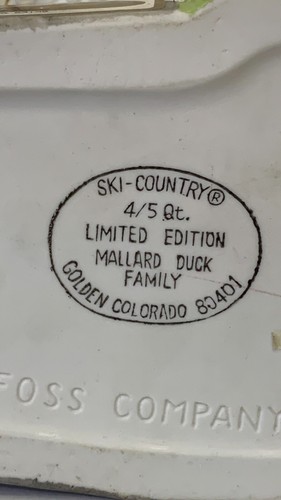 SKI-COUNTRY®
4/5 Qt.
LIMITED EDITION
MALLARD DUCK
FAMILY
GOLDEN COLORADO 80401
FOSS COMPANY